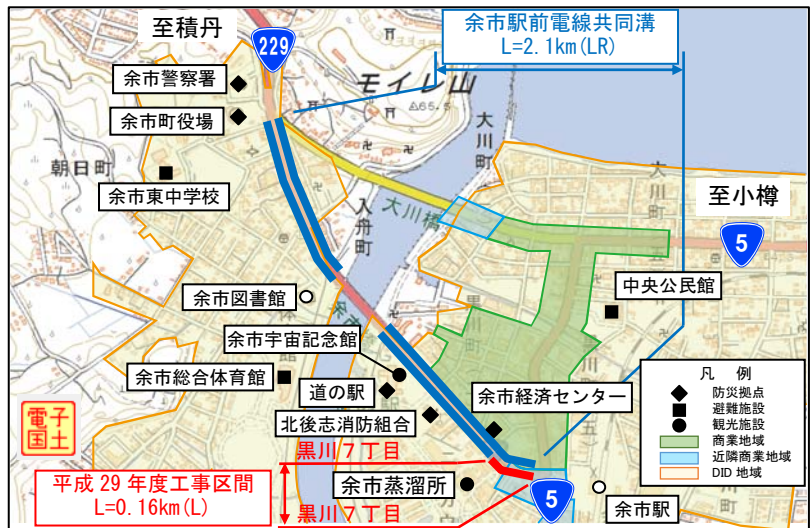 余市駅前電線共同溝
L=2.1km(LR)
至積丹
229
余市警察署
モイレ山
△65.5
余市町役場
大川町
朝日町
大川町
余市東中学校
至小樽
大川橋
入舟町
5
中央公民館
余市図書館
黒川町
余市宇宙記念館
凡 例
◆ 防災拠点
■ 避難施設
● 観光施設
商業地域
近隣商業地域
DID 地域
余市総合体育館
道の駅
余市経済センター
電子
国土
北後志消防組合
黒川7丁目
平成 29 年度工事区間
L=0.16km(L)
余市蒸溜所
5
余市駅
黒川7丁目